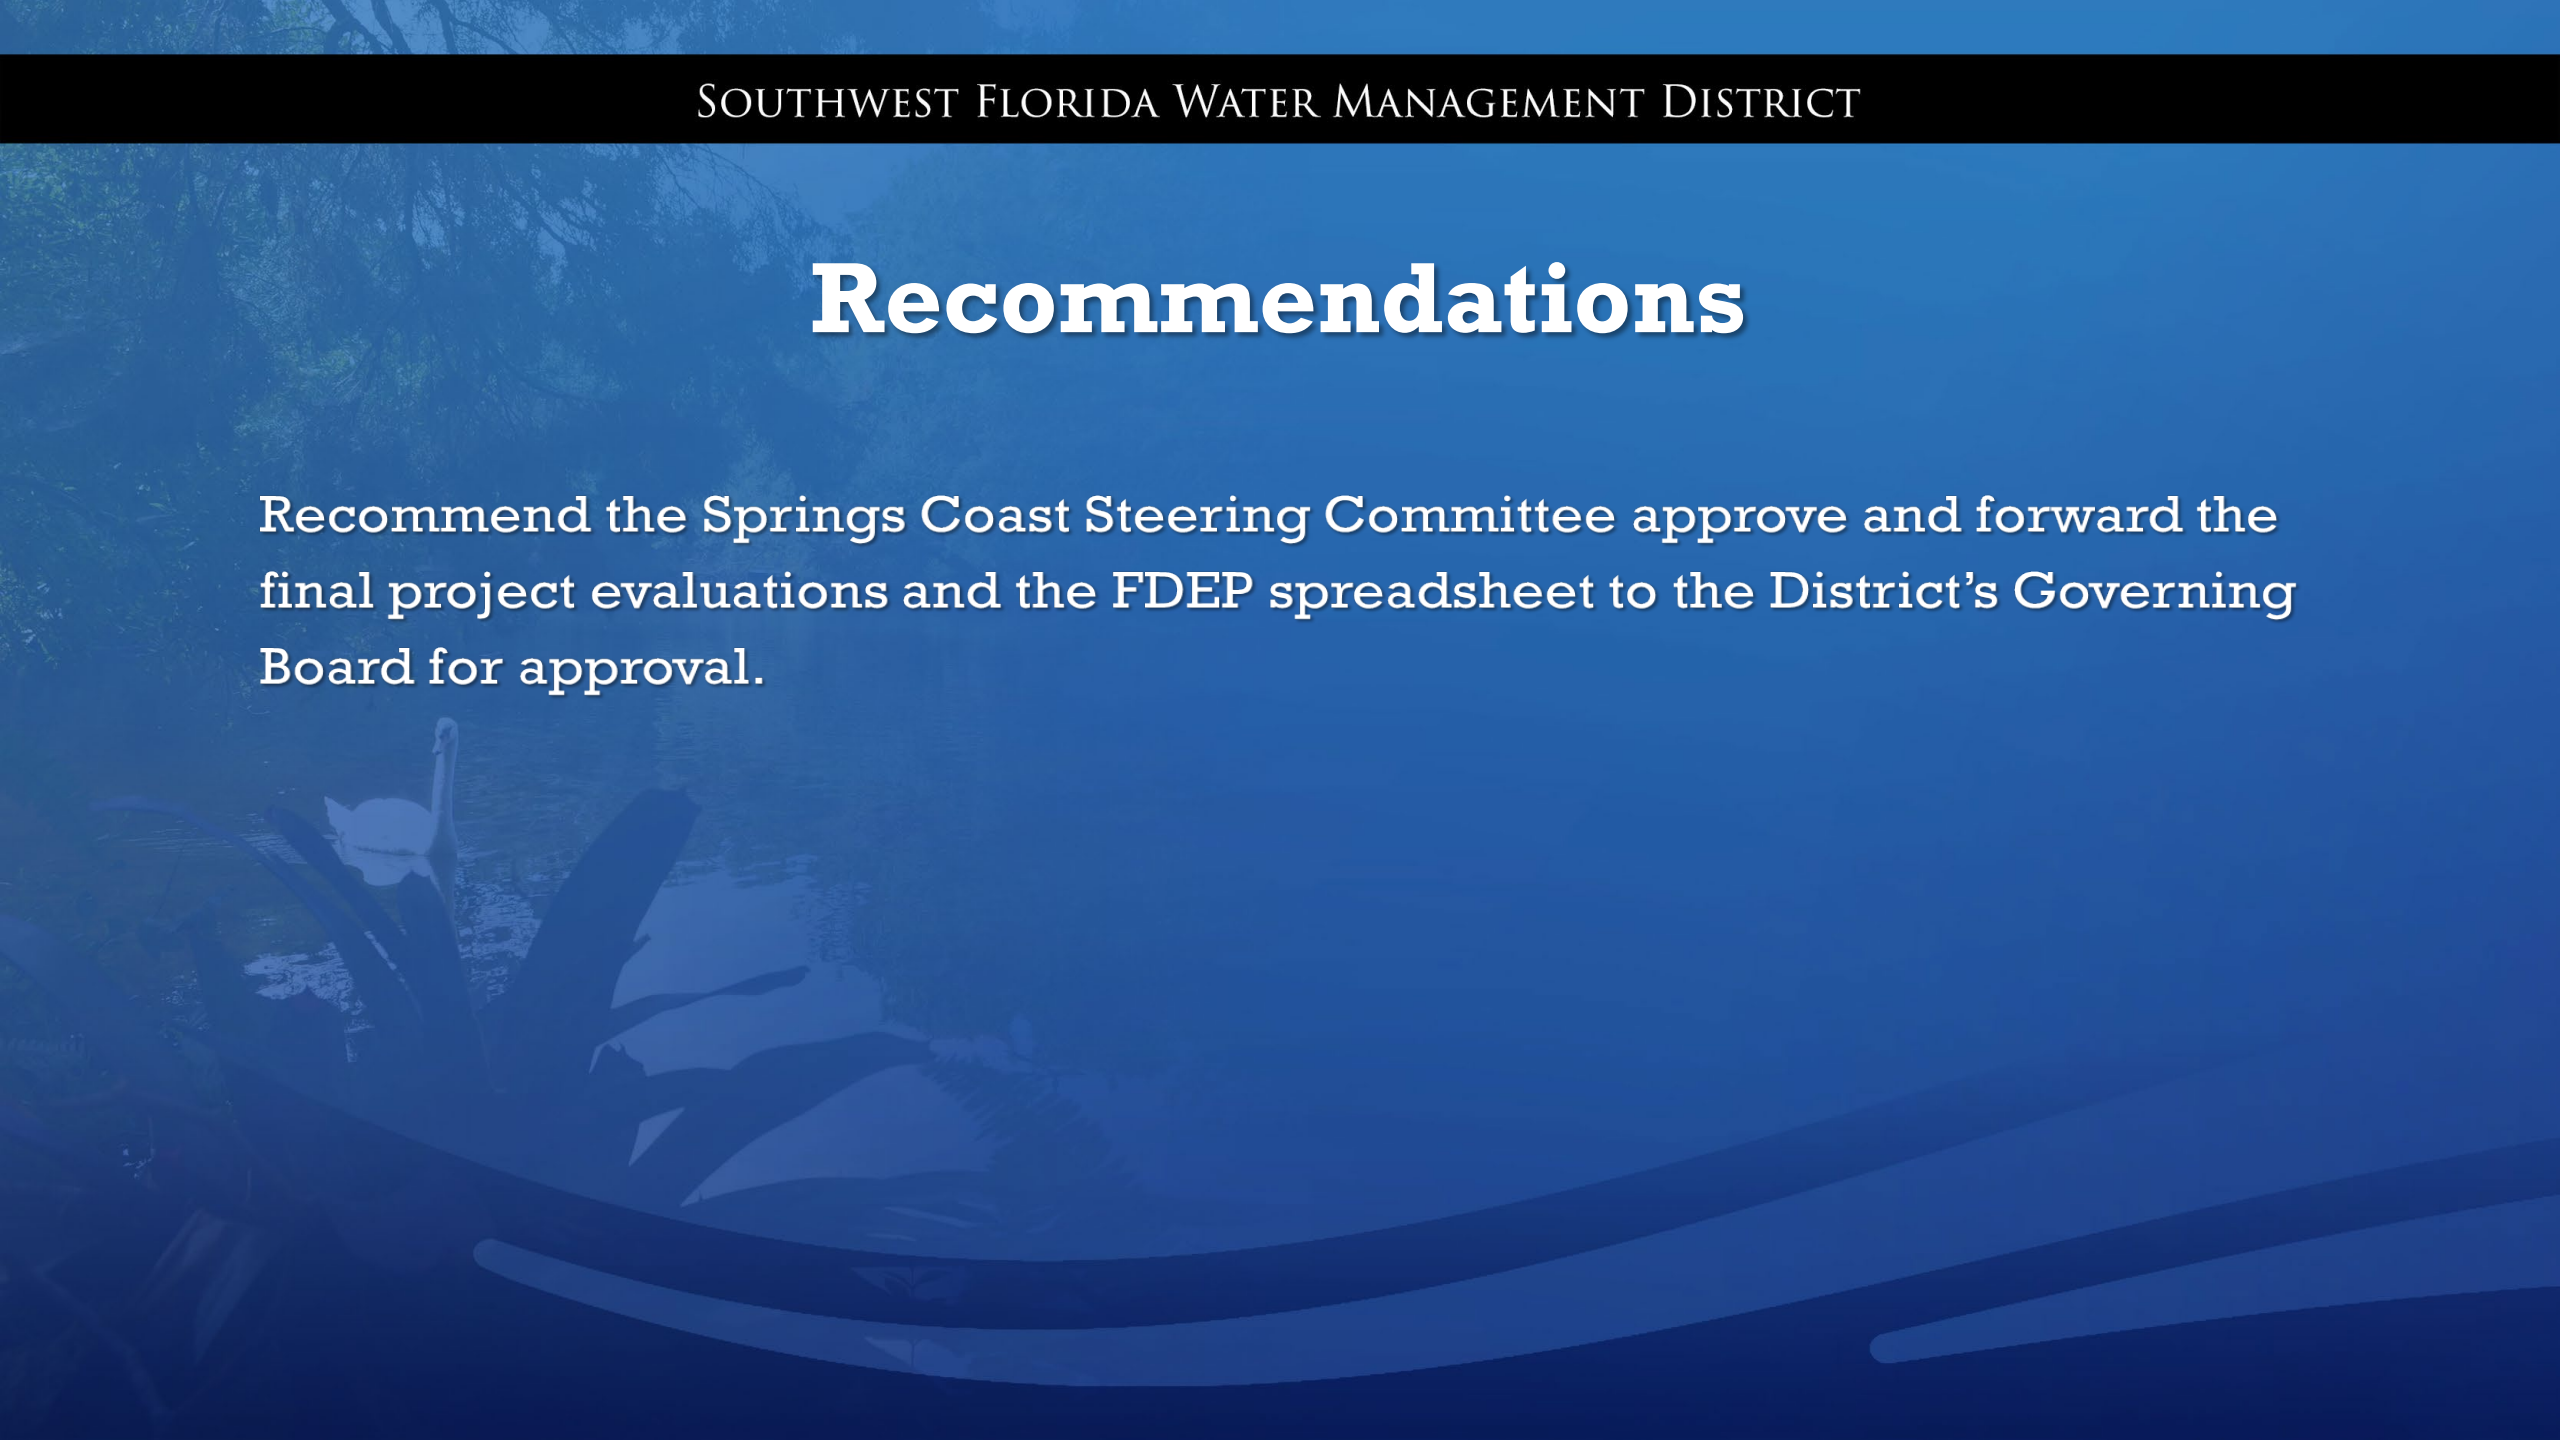 Southwest Florida Water Management District
Recommendations
Recommend the Springs Coast Steering Committee approve and forward the
final project evaluations and the FDEP spreadsheet to the District’s Governing
Board for approval.